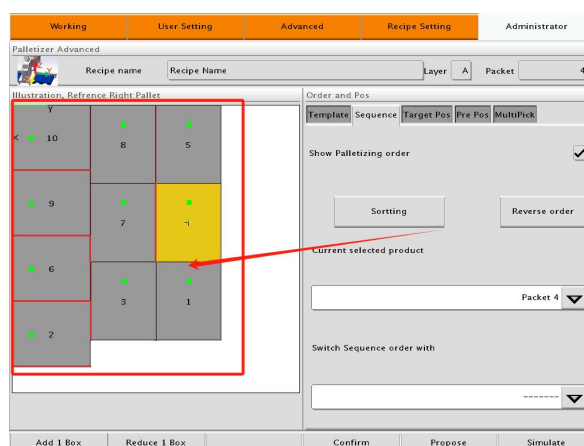 Working User Setting Advanced Recipe Setting Administrator
Palletizer Advanced
Recipe name Recipe Name Layer A Packet 4
Illustration, Refrence Right Pallet
Order and Pos
Y
X 10 8 5
9 7
6 3 1
2
Template Sequence Target Pos Pre Pos MultiPick
Show Palletizing order
Sortting Reverse order
Current selected product
Packet 4
Switch Sequence order with
-------
Add 1 Box Reduce 1 Box Confirm Propose Simulate